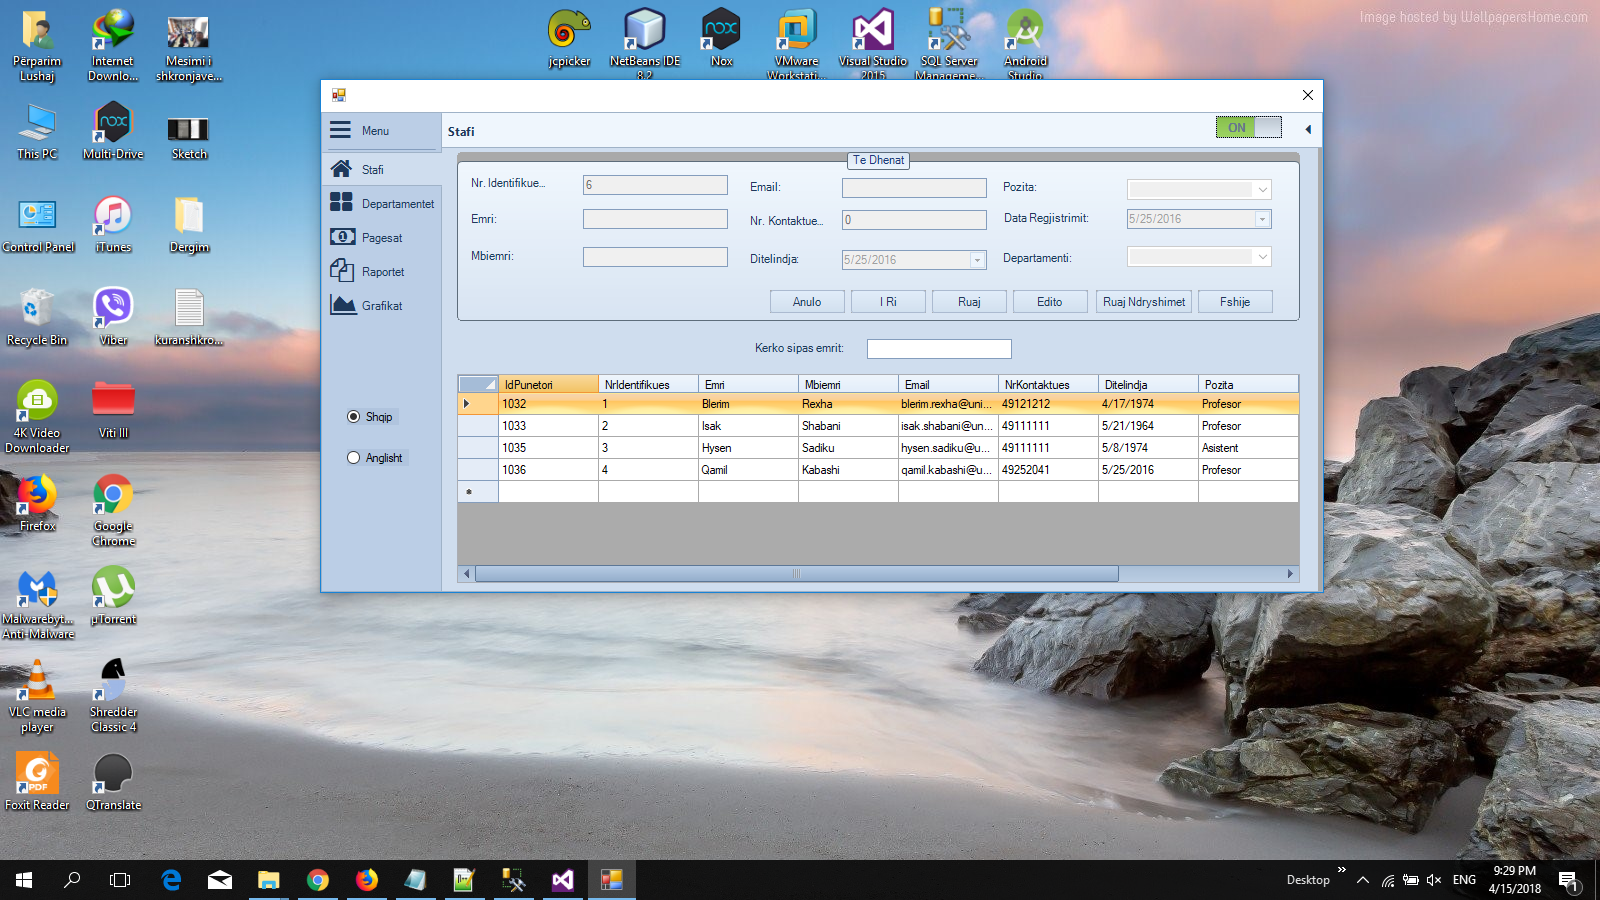 Image hosted by WallpapersHome.com
Përparim
Lushaj
Internet
Downlo...
Mesimi i
shkronjave...
jcpicker
NetBeans IDE
8.2
Nox
VMware
Workstati...
Visual Studio
2015
SQL Server
Manageme...
Android
Studio
This PC
Multi-Drive
Sketch
Control Panel
iTunes
Dergim
Recycle Bin
Viber
kuranshkro...
4K Video
Downloader
Viti III
Firefox
Google
Chrome
Malwarebyt...
Anti-Malware
µTorrent
VLC media
player
Shredder
Classic 4
Foxit Reader
QTranslate
Menu
Stafi
Departamentet
Pagesat
Raportet
Grafikat
Shqip
Anglisht
Stafi
ON
Te Dhenat
Nr. Identifikue... 6
Email:
Pozita:
Emri:
Nr. Kontaktue... 0
Data Regjistrimit: 5/25/2016
Mbiemri:
Ditelindja: 5/25/2016
Departamenti:
Anulo I Ri Ruaj Edito Ruaj Ndryshimet Fshije
Kerko sipas emrit:
IdPunetori NrIdentifikues Emri Mbiemri Email NrKontaktues Ditelindja Pozita
1032 1 Blerim Rexha blerim.rexha@uni... 49121212 4/17/1974 Profesor
1033 2 Isak Shabani isak.shabani@un... 49111111 5/21/1964 Profesor
1035 3 Hysen Sadiku hysen.sadiku@u... 49111111 5/8/1974 Asistent
1036 4 Qamil Kabashi qamil.kabashi@u... 49252041 5/25/2016 Profesor
Desktop
ENG
9:29 PM
4/15/2018
1